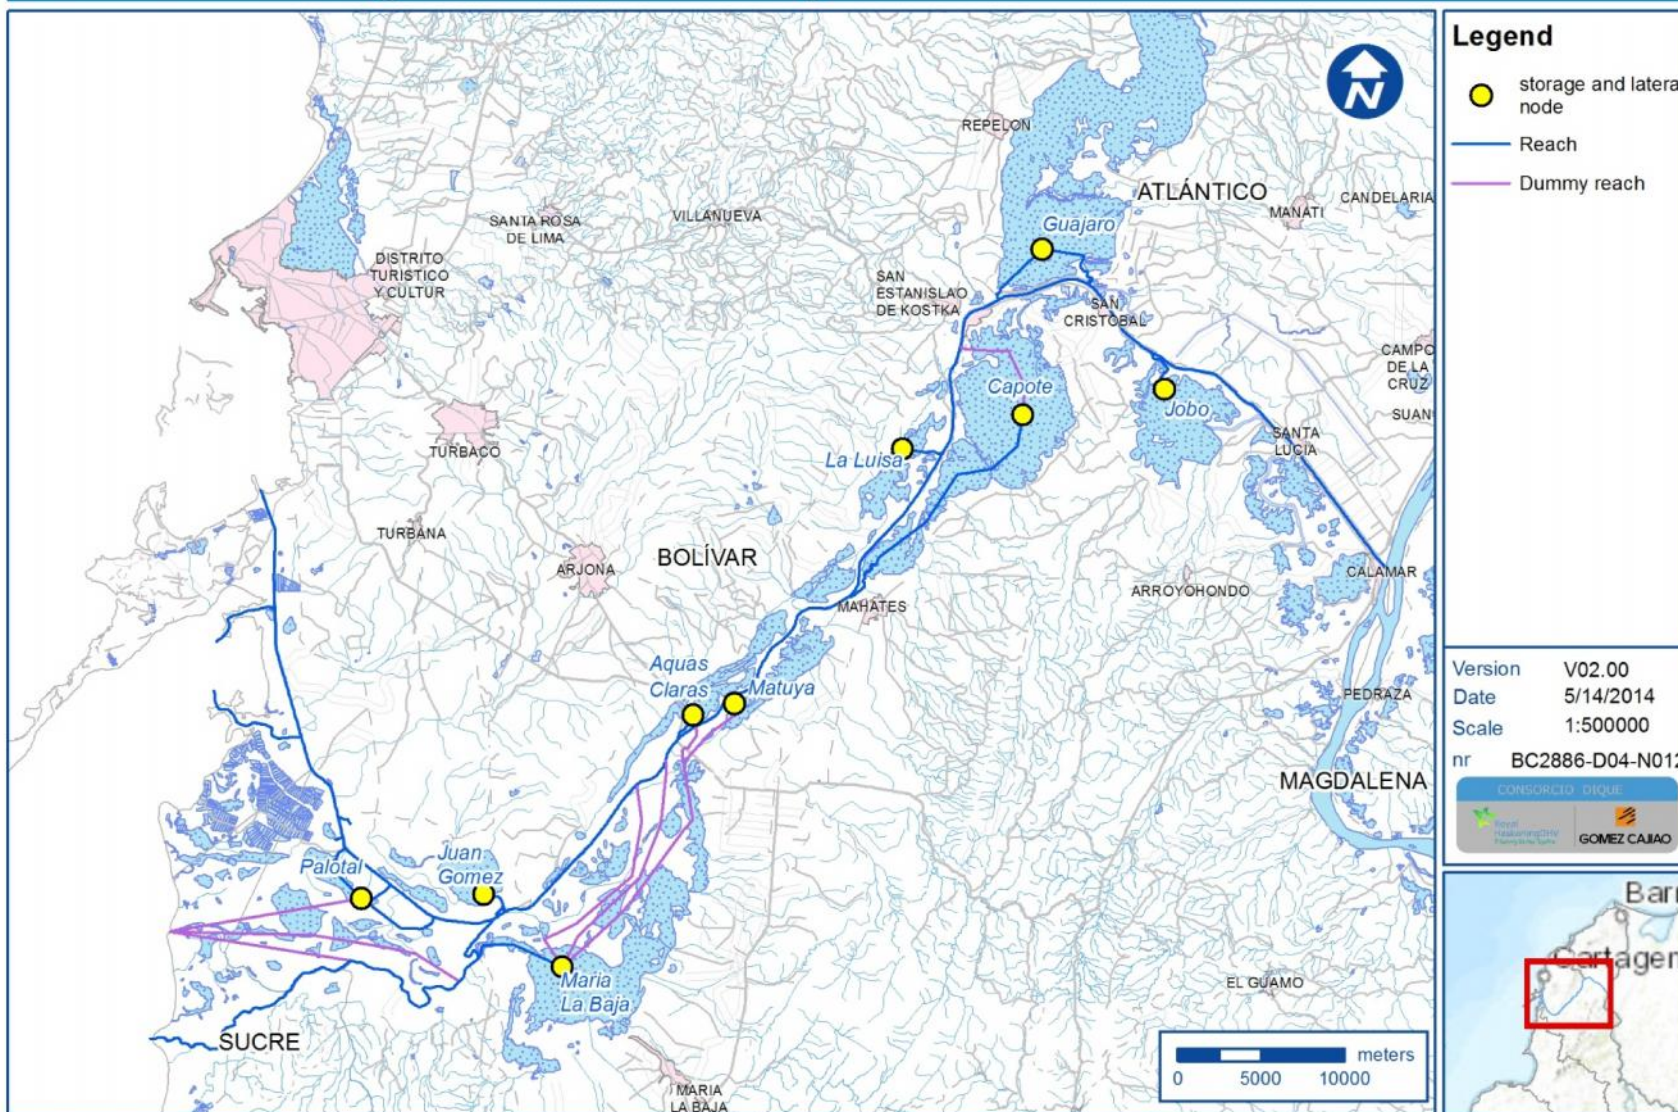 Legend
storage and latera
node
Reach
Dummy reach
REPELON
ATLÁNTICO
CANDELARIA
MANATI
SANTA ROSA
DE LIMA
VILLANUEVA
Guajaro
DISTRITO
TURISTICO
Y CULTUR
SAN
ESTANISLAO
DE KOSTKA
SAN
CRISTOBAL
CAMPO
DE LA
CRUZ
SUAN
Capote
Jobo
SANTA
LUCIA
TURBACO
La Luisa
TURBANA
BOLÍVAR
ARJONA
CALAMAR
ARROYOHONDO
MAHATES
Aquas
Claras
Matuya
PEDRAZA
MAGDALENA
Palotal
Juan
Gomez
Maria
La Baja
EL GUAMO
SUCRE
MARIA
LA BAJA
meters
0 5000 10000
Version V02.00
Date 5/14/2014
Scale 1:500000
nr BC2886-D04-N012
CONSORCIO DIQUE
Royal
HaskoningDHV
GOMEZ CAJIAO
Barr
Cartagen
N